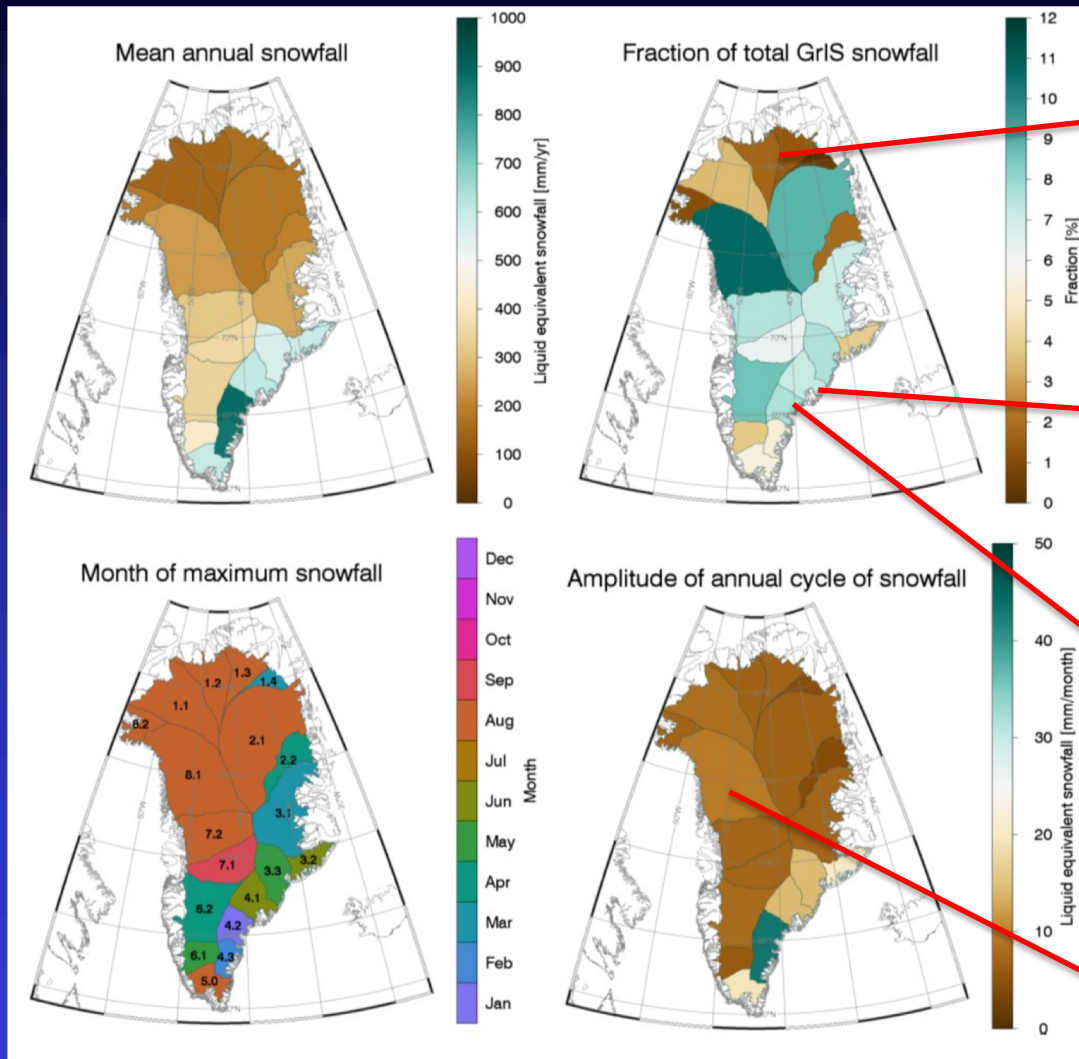 Mean annual snowfall
1000
900
800
700
600
500
400
300
200
100
0
Liquid equivalent snowfall [mm/yr]
70°N
Fraction of total GrIS snowfall
12
11
10
9
8
7
6
5
4
3
2
1
0
Fraction [%]
70°N
Month of maximum snowfall
Dec
Nov
Oct
Sep
Aug
Jul
Jun
May
Apr
Mar
Feb
Jan
Month
1.1
1.2
1.3
1.4
8.2
2.1
2.2
8.1
3.1
7.2
7.1
3.3
3.2
6.2
4.1
4.2
6.1
4.3
5.0
Amplitude of annual cycle of snowfall
50
40
30
20
10
0
Liquid equivalent snowfall [mm/month]